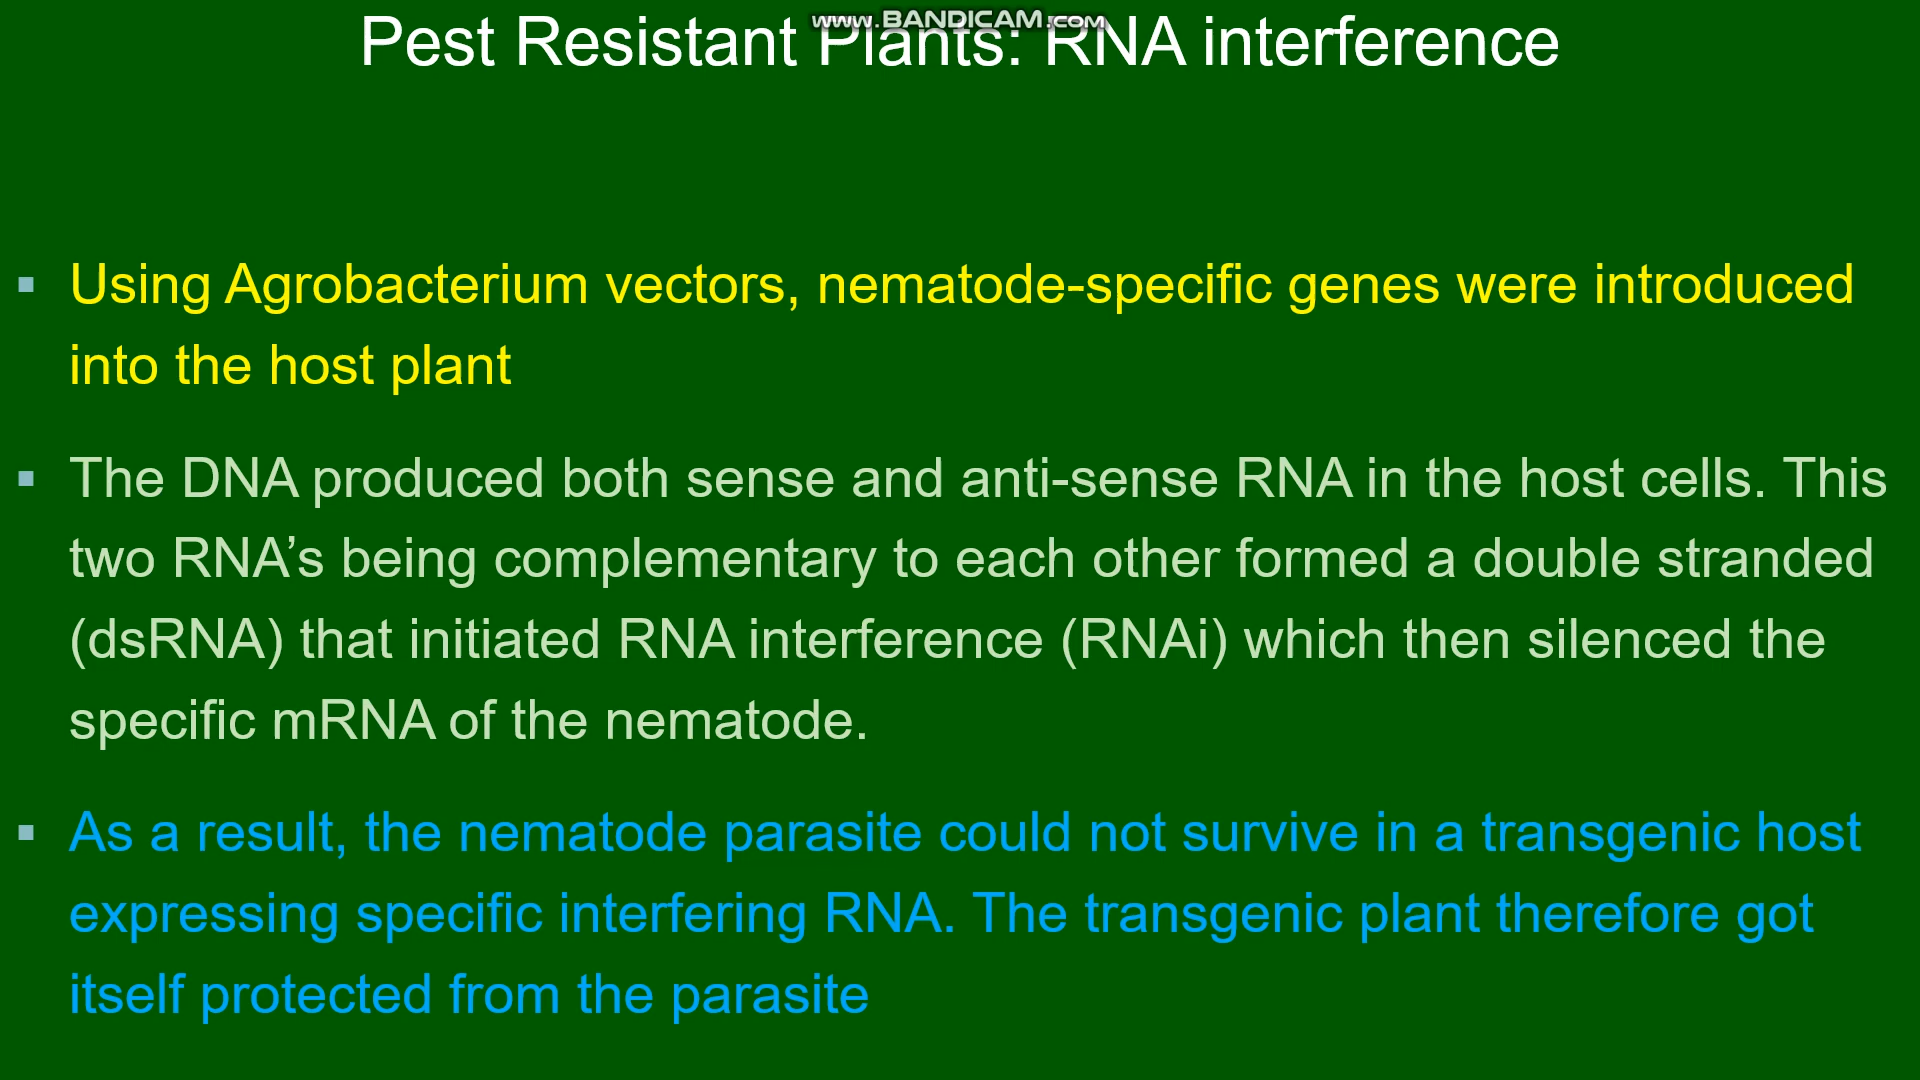 www.BANDICAM.COM
Pest Resistant Plants: RNA interference
▪ Using Agrobacterium vectors, nematode-specific genes were introduced
into the host plant
▪ The DNA produced both sense and anti-sense RNA in the host cells. This
two RNA’s being complementary to each other formed a double stranded
(dsRNA) that initiated RNA interference (RNAi) which then silenced the
specific mRNA of the nematode.
▪ As a result, the nematode parasite could not survive in a transgenic host
expressing specific interfering RNA. The transgenic plant therefore got
itself protected from the parasite